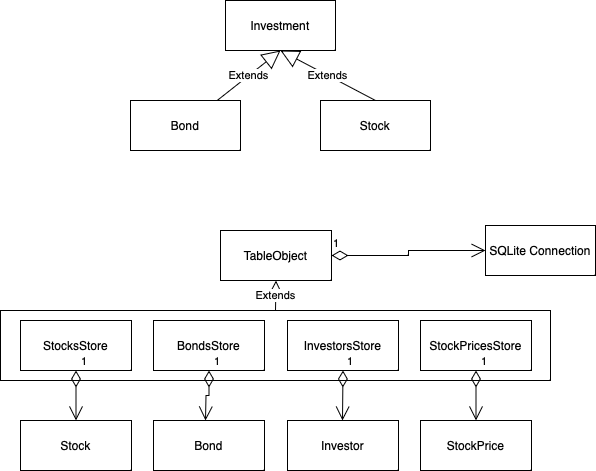 Investment
Extends
Extends
Bond
Stock
1
TableObject
SQLite Connection
Extends
StocksStore
BondsStore
InvestorsStore
StockPricesStore
1
1
1
1
Stock
Bond
Investor
StockPrice